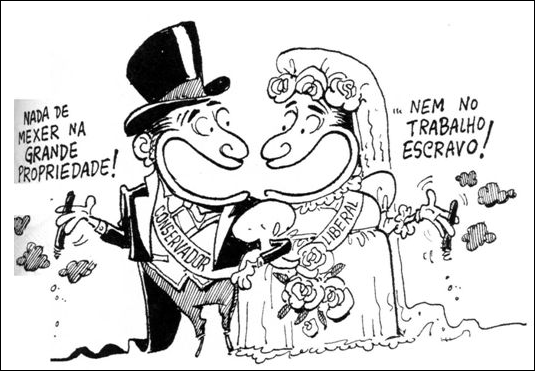 NADA DE
MEXER NA
GRANDE
PROPRIEDADE!
... NEM NO
TRABALHO
ESCRAVO!
CONSERVADOR
LIBERAL